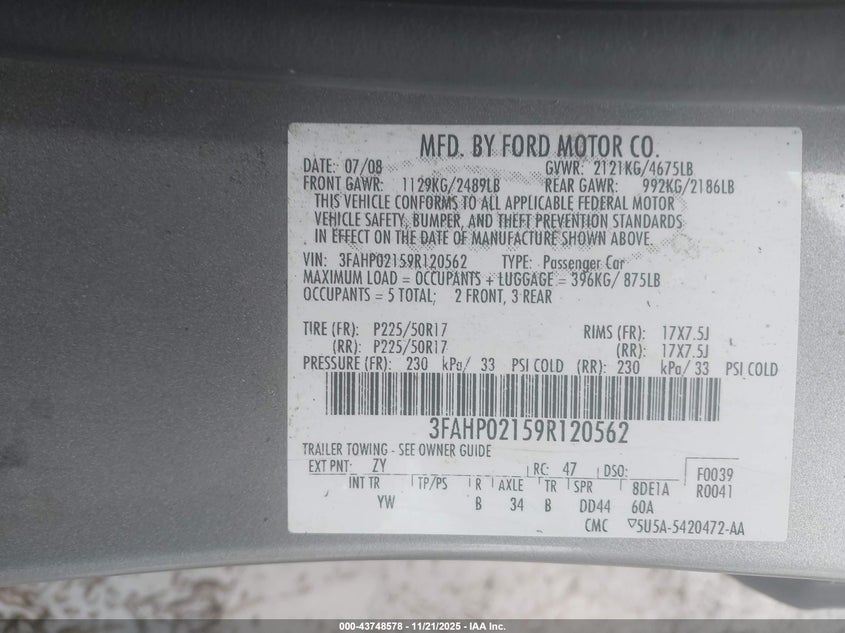 MFD. BY FORD MOTOR CO.
DATE: 07/08 GVWR: 2121KG/4675LB
FRONT GAWR: 1129KG/2489LB REAR GAWR: 992KG/2186LB
THIS VEHICLE CONFORMS TO ALL APPLICABLE FEDERAL MOTOR
VEHICLE SAFETY, BUMPER, AND THEFT PREVENTION STANDARDS
IN EFFECT ON THE DATE OF MANUFACTURE SHOWN ABOVE.
VIN: 3FAHP02159R120562 TYPE: Passenger Car
MAXIMUM LOAD = OCCUPANTS + LUGGAGE = 396KG/ 875LB
OCCUPANTS = 5 TOTAL; 2 FRONT, 3 REAR
TIRE (FR): P225/50R17 RIMS (FR): 17X7.5J
(RR): P225/50R17 (RR): 17X7.5J
PRESSURE (FR): 230 kPa/ 33 PSI COLD (RR): 230 kPa/ 33 PSI COLD
3FAHP02159R120562
TRAILER TOWING - SEE OWNER GUIDE
EXT PNT: ZY RC: 47 DSO: F0039
INT TR TP/PS R AXLE TR SPR 8DE1A R0041
YW B 34 B DD44 60A
CMC 5U5A-5420472-AA
000-43748578 - 11/21/2025 - IAA Inc.